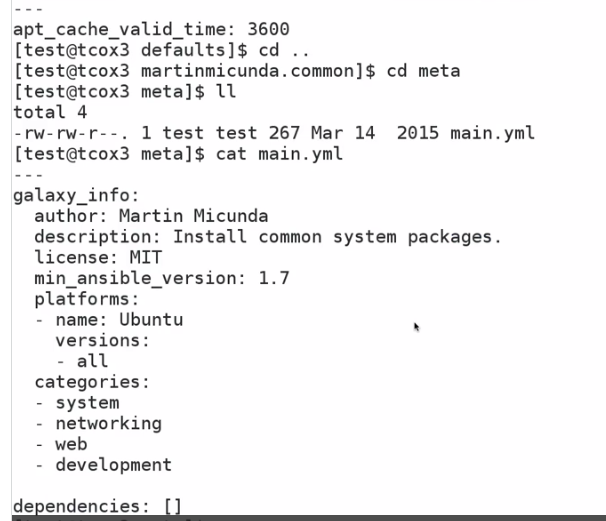 ---
apt_cache_valid_time: 3600
[test@tcox3 defaults]$ cd ..
[test@tcox3 martinmicunda.common]$ cd meta
[test@tcox3 meta]$ ll
total 4
-rw-rw-r--. 1 test test 267 Mar 14  2015 main.yml
[test@tcox3 meta]$ cat main.yml
---
galaxy_info:
  author: Martin Micunda
  description: Install common system packages.
  license: MIT
  min_ansible_version: 1.7
  platforms:
  - name: Ubuntu
    versions:
    - all
  categories:
  - system
  - networking
  - web
  - development

dependencies: []